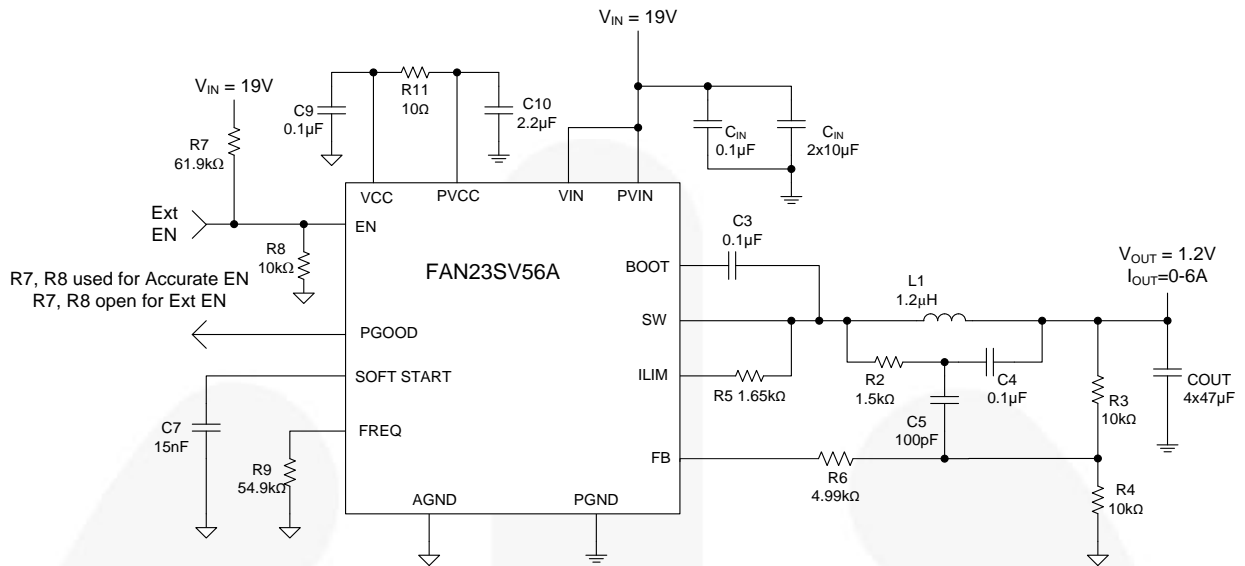 V_IN = 19V
V_IN = 19V
C9
0.1µF
R11
10Ω
C10
2.2µF
C_IN
0.1µF
C_IN
2x10µF
R7
61.9kΩ
VCC
PVCC
VIN
PVIN
Ext
EN
EN
R8
10kΩ
R7, R8 used for Accurate EN
R7, R8 open for Ext EN
FAN23SV56A
BOOT
C3
0.1µF
V_OUT = 1.2V
I_OUT=0-6A
L1
1.2µH
SW
PGOOD
SOFT START
ILIM
R5 1.65kΩ
R2
1.5kΩ
C4
0.1µF
C5
100pF
R3
10kΩ
COUT
4x47µF
C7
15nF
FREQ
R9
54.9kΩ
FB
R6
4.99kΩ
R4
10kΩ
AGND
PGND